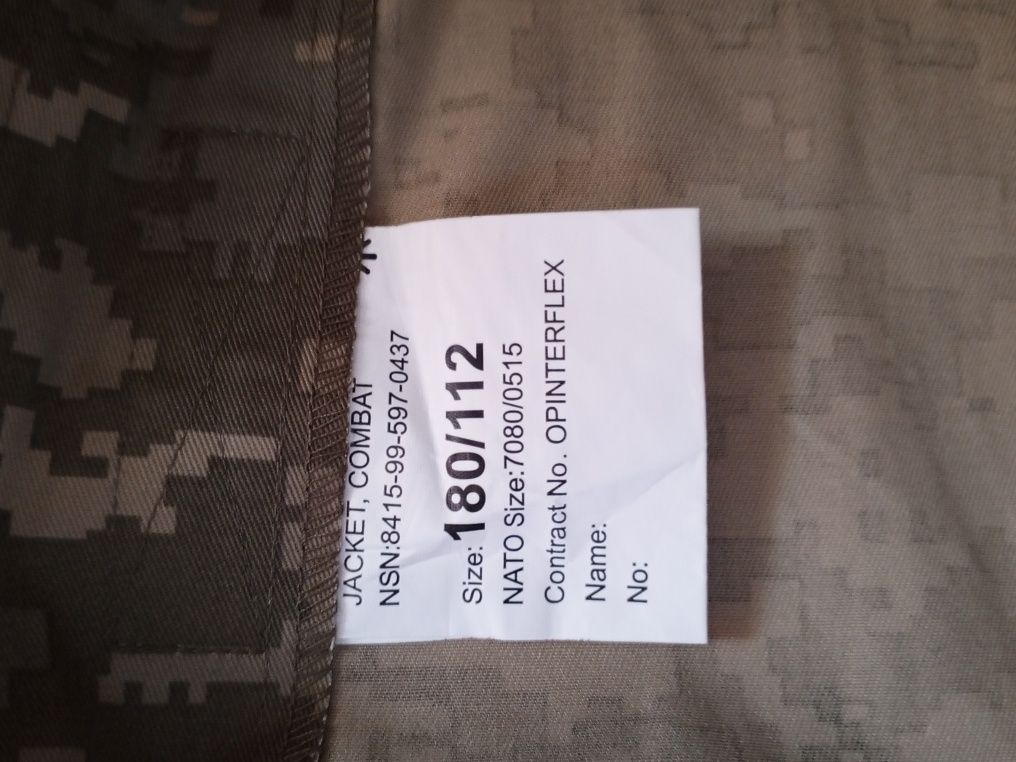 JACKET, COMBAT
NSN:8415-99-597-0437
Size: 180/112
NATO Size:7080/0515
Contract No. OPINTERFLEX
Name:
No: